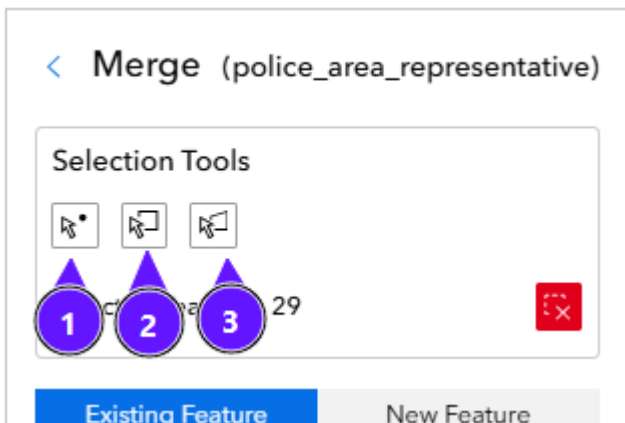 Merge (police_area_representative)
Selection Tools
1 2 3 29
Existing Feature New Feature